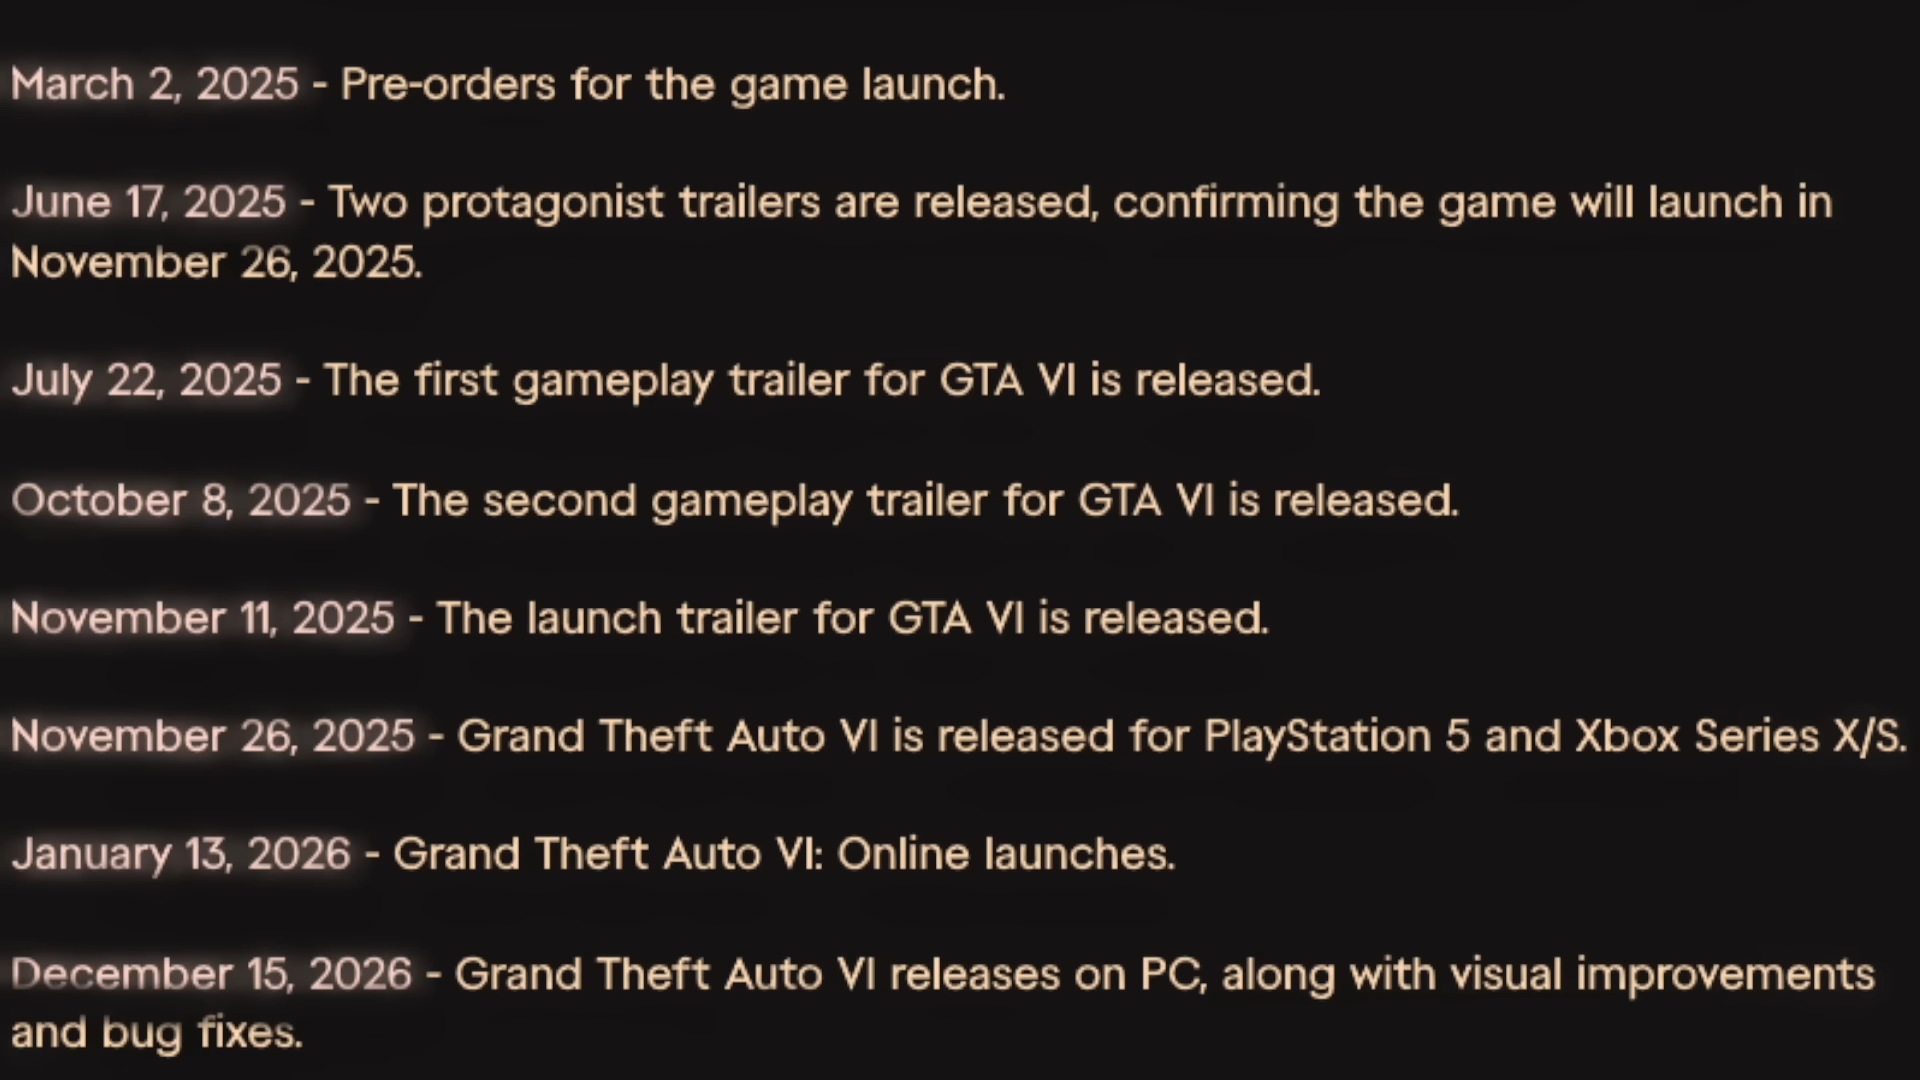 March 2, 2025 - Pre-orders for the game launch.
June 17, 2025 - Two protagonist trailers are released, confirming the game will launch in
November 26, 2025.
July 22, 2025 - The first gameplay trailer for GTA VI is released.
October 8, 2025 - The second gameplay trailer for GTA VI is released.
November 11, 2025 - The launch trailer for GTA VI is released.
November 26, 2025 - Grand Theft Auto VI is released for PlayStation 5 and Xbox Series X/S.
January 13, 2026 - Grand Theft Auto VI: Online launches.
December 15, 2026 - Grand Theft Auto VI releases on PC, along with visual improvements
and bug fixes.